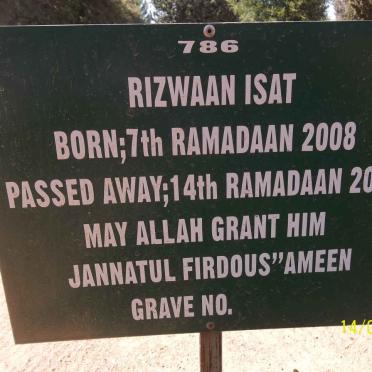 786
RIZWAAN ISAT
BORN;7th RAMADAAN 2008
PASSED AWAY;14th RAMADAAN
MAY ALLAH GRANT HIM
JANNATUL FIRDOUS”AMEEN
GRAVE NO.